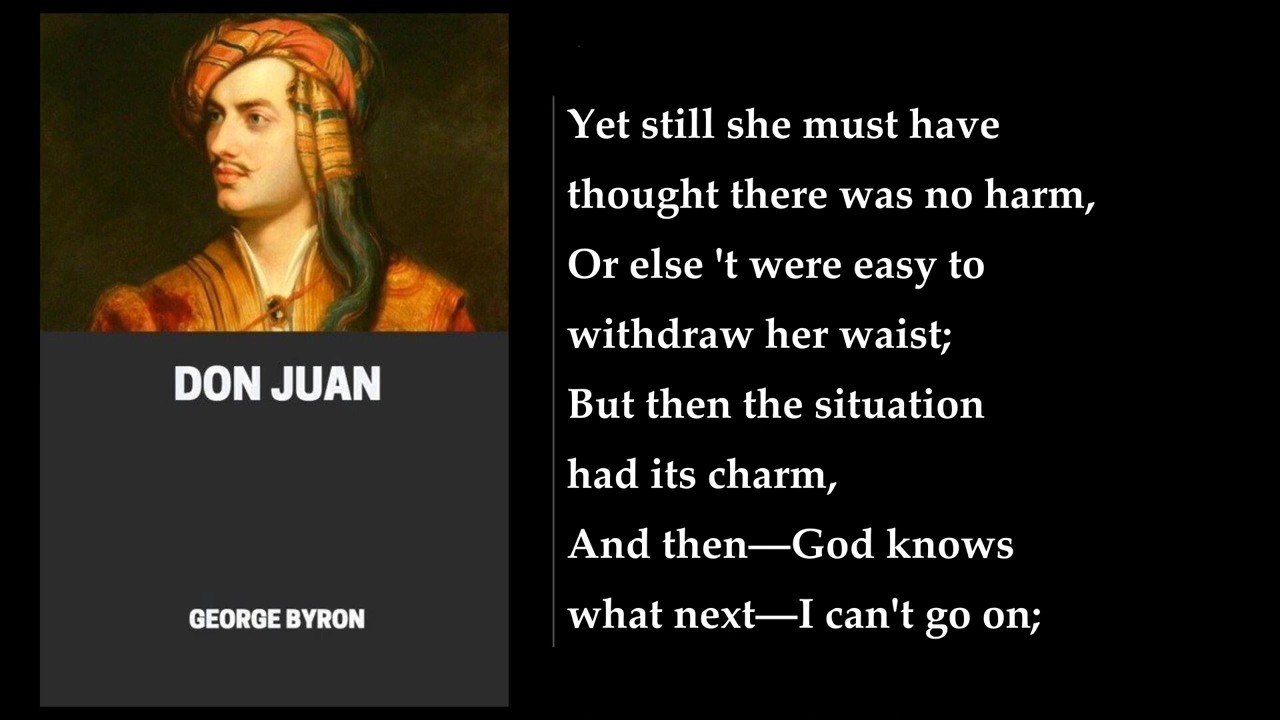 DON JUAN
GEORGE BYRON
Yet still she must have
thought there was no harm,
Or else 't were easy to
withdraw her waist;
But then the situation
had its charm,
And then—God knows
what next—I can't go on;